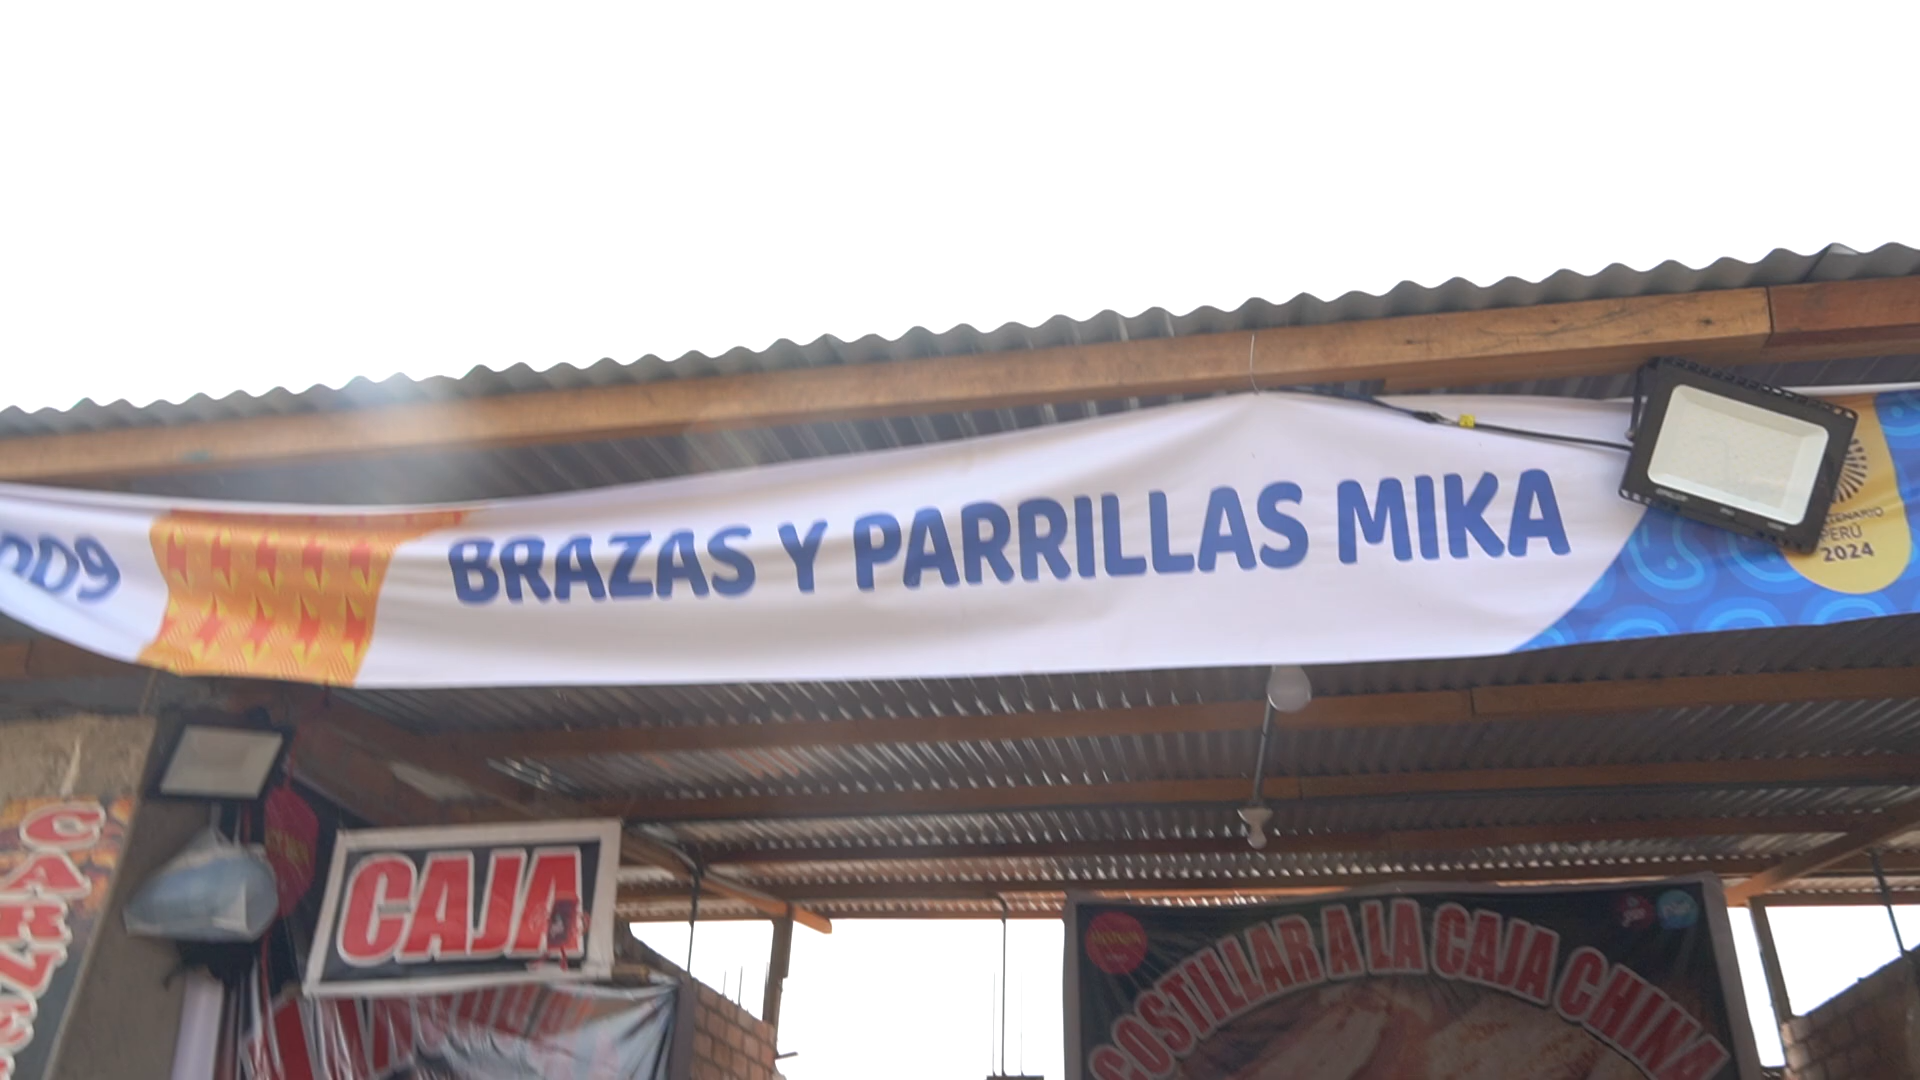 BRAZAS Y PARRILLAS MIKA
PERÚ
2024
CAJA
COSTILLAR A LA CAJA CHINA